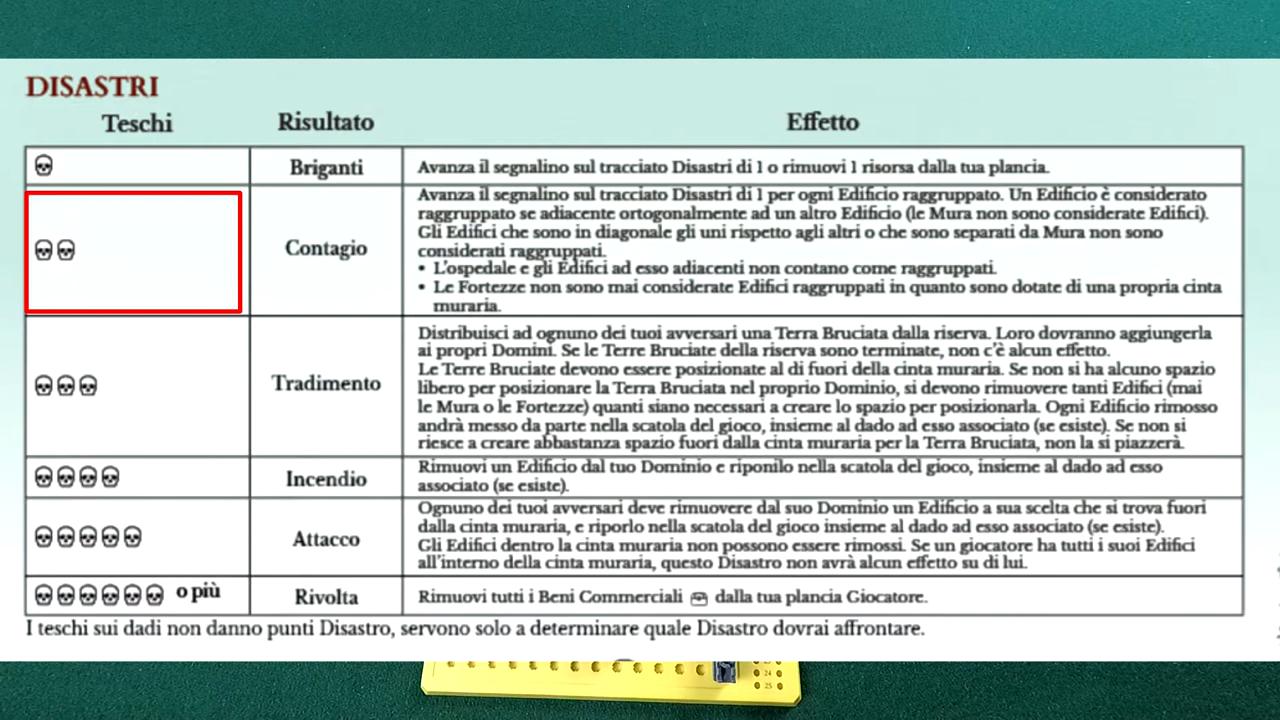 DISASTRI
Teschi Risultato Effetto
Briganti Avanza il segnalino sul tracciato Disastri di 1 o rimuovi 1 risorsa dalla tua plancia.
Contagio
Avanza il segnalino sul tracciato Disastri di 1 per ogni Edificio raggruppato. Un Edificio è considerato
raggruppato se adiacente ortogonalmente ad un altro Edificio (le Mura non sono considerate Edifici).
Gli Edifici che sono in diagonale gli uni rispetto agli altri o che sono separati da Mura non sono
considerati raggruppati.
• L'ospedale e gli Edifici ad esso adiacenti non contano come raggruppati.
• Le Fortezze non sono mai considerate Edifici raggruppati in quanto sono dotate di una propria cinta
muraria.
Tradimento
Distribuisci ad ognuno dei tuoi avversari una Terra Bruciata dalla riserva. Loro dovranno aggiungerla
ai propri Domini. Se le Terre Bruciate della riserva sono terminate, non c'è alcun effetto.
Le Terre Bruciate devono essere posizionate al di fuori della cinta muraria. Se non si ha alcuno spazio
libero per posizionare la Terra Bruciata nel proprio Dominio, si devono rimuovere tanti Edifici (mai
le Mura o le Fortezze) quanti siano necessari a creare lo spazio per posizionarla. Ogni Edificio rimosso
andrà messo da parte nella scatola del gioco, insieme al dado ad esso associato (se esiste). Se non si
riesce a creare abbastanza spazio fuori dalla cinta muraria per la Terra Bruciata, non la si piazzerà.
Incendio
Rimuovi un Edificio dal tuo Dominio e riponilo nella scatola del gioco, insieme al dado ad esso
associato (se esiste).
Attacco
Ognuno dei tuoi avversari deve rimuovere dal suo Dominio un Edificio a sua scelta che si trova fuori
dalla cinta muraria, e riporlo nella scatola del gioco insieme al dado ad esso associato (se esiste).
Gli Edifici dentro la cinta muraria non possono essere rimossi. Se un giocatore ha tutti i suoi Edifici
all'interno della cinta muraria, questo Disastro non avrà alcun effetto su di lui.
o più Rivolta Rimuovi tutti i Beni Commerciali dalla tua plancia Giocatore.
I teschi sui dadi non danno punti Disastro, servono solo a determinare quale Disastro dovrai affrontare.
24
25